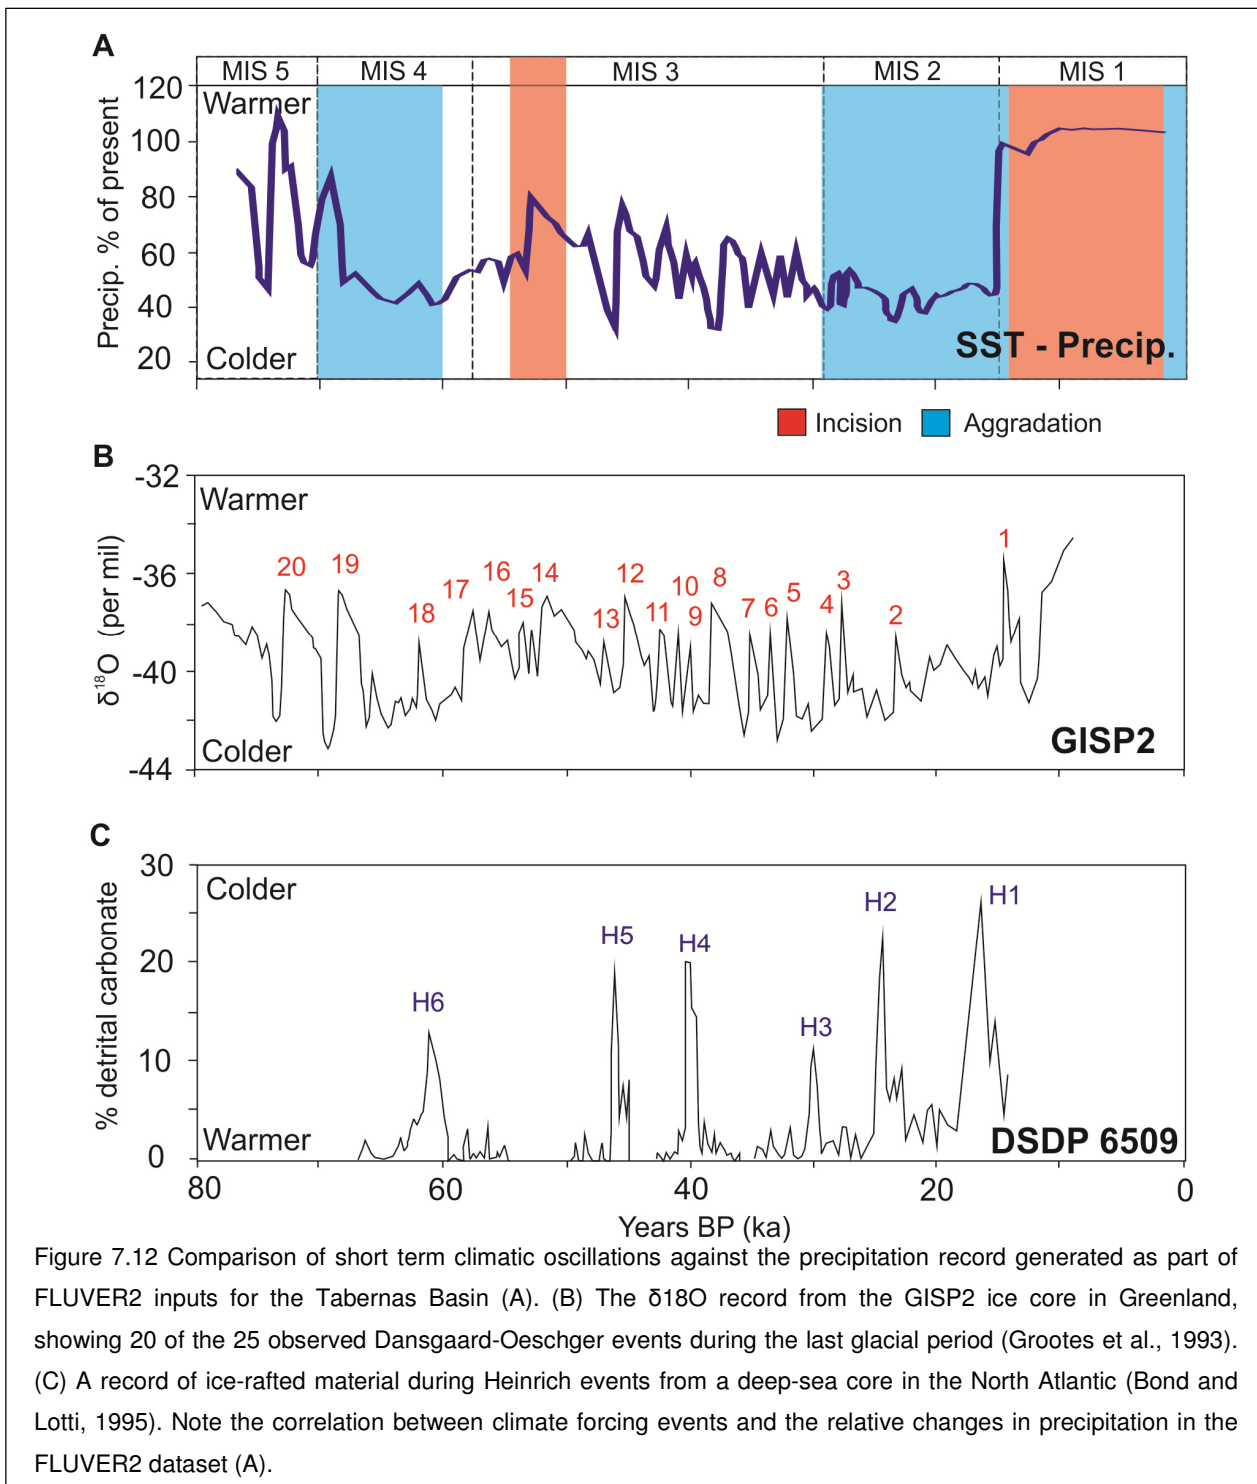 A
MIS 5 MIS 4 MIS 3 MIS 2 MIS 1
120
Warmer
100
80
60
40
20
Precip. % of present
Colder
SST - Precip.
Incision Aggradation
B
-32
Warmer
-36
-40
-44
δ¹⁸O (per mil)
20 19 18 17 16 15 14 13 12 11 10 9 8 7 6 5 4 3 2 1
Colder
GISP2
C
30
Colder
20
10
0
% detrital carbonate
H6 H5 H4 H3 H2 H1
Warmer
DSDP 6509
80 60 40 20 0
Years BP (ka)
Figure 7.12 Comparison of short term climatic oscillations against the precipitation record generated as part of
FLUVER2 inputs for the Tabernas Basin (A). (B) The δ18O record from the GISP2 ice core in Greenland,
showing 20 of the 25 observed Dansgaard-Oeschger events during the last glacial period (Grootes et al., 1993).
(C) A record of ice-rafted material during Heinrich events from a deep-sea core in the North Atlantic (Bond and
Lotti, 1995). Note the correlation between climate forcing events and the relative changes in precipitation in the
FLUVER2 dataset (A).